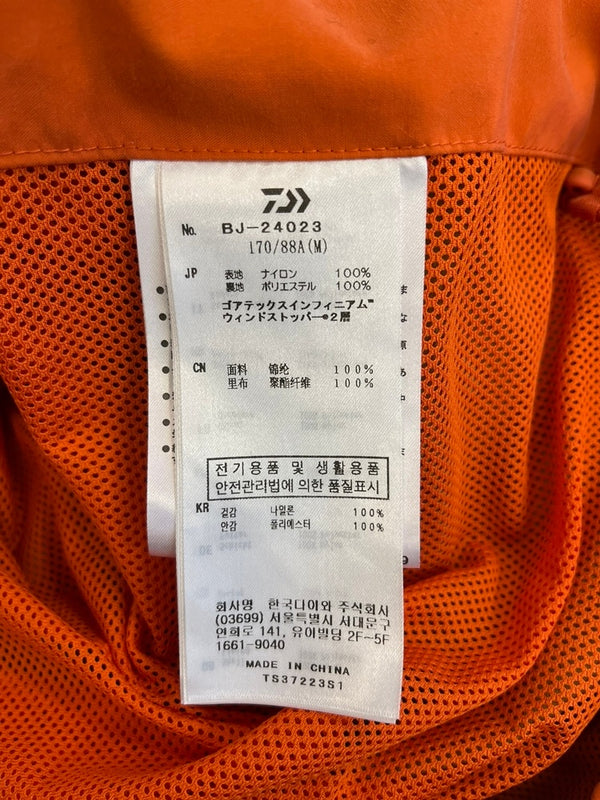 No. BJ-24023
170/88A(M)
JP 表地 ナイロン 100%
裏地 ポリエステル 100%
ゴアテックスインフィニアム™
ウィンドストッパー®2層
CN 面料 锦纶 100%
里布 聚酯纤维 100%
전기용품 및 생활용품
안전관리법에 의한 품질표시
KR 겉감 나일론 100%
안감 폴리에스터 100%
회사명 한국다이와 주식회사
(03699) 서울특별시 서대문구
연희로 141, 유아빌딩 2F~5F
1661-9040
MADE IN CHINA
TS37223S1